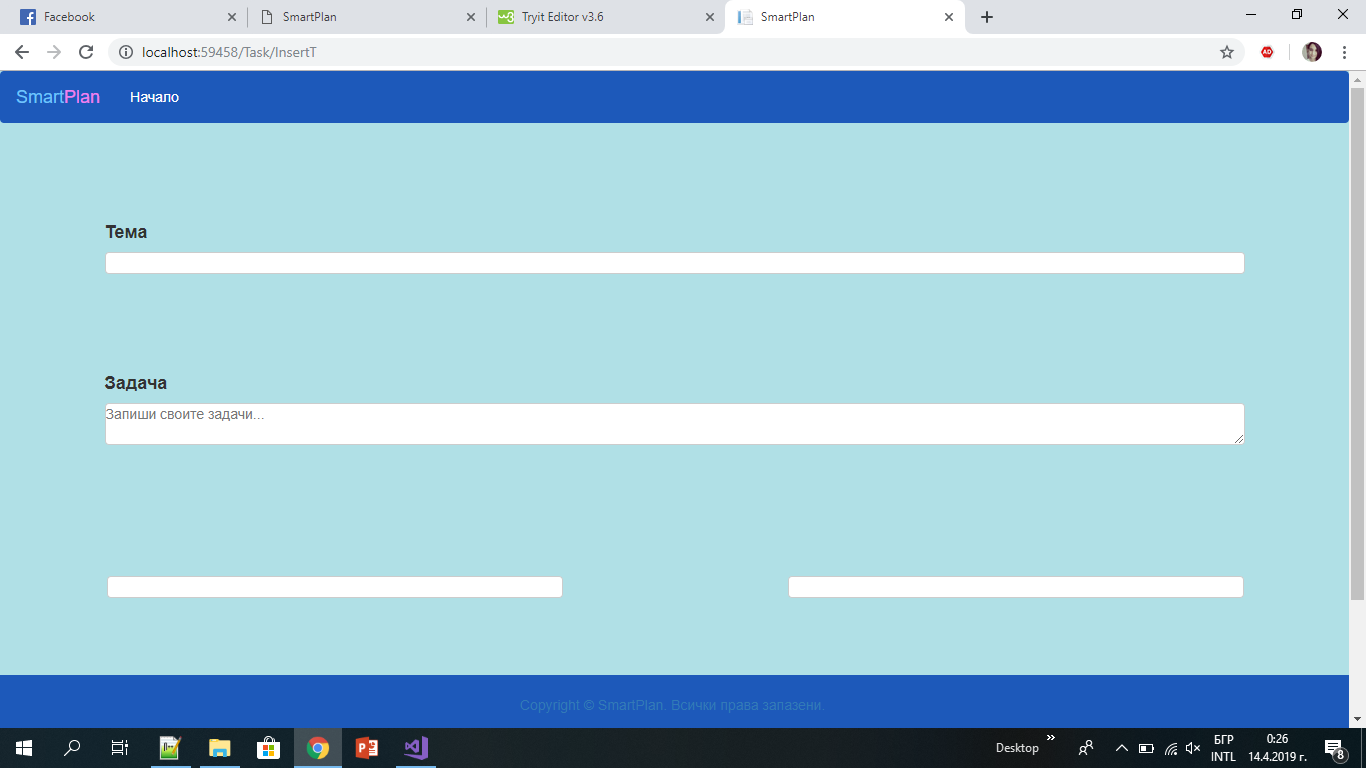 Facebook
SmartPlan
Tryit Editor v3.6
SmartPlan
localhost:59458/Task/InsertT
AD
SmartPlan
Начало
Тема
Задача
Запиши своите задачи...
Copyright © SmartPlan. Всички права запазени.
Desktop
БГР
INTL
0:26
14.4.2019 г.
8